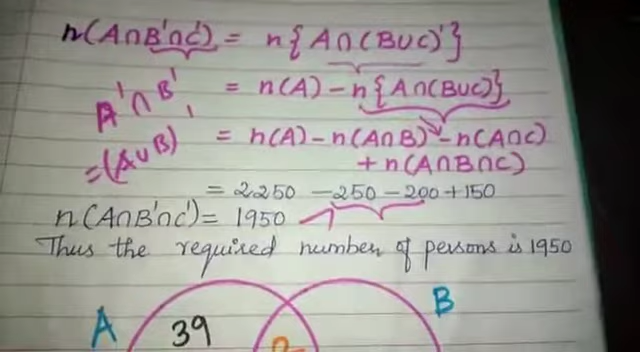 n(A∩B'∩C') = n{A∩(B∪C)'}
= n(A) - n{A∩(B∪C)}
A'∩B'
= n(A) - n(A∩B) - n(A∩C)
+ n(A∩B∩C)
=(A∪B)'
= 2250 - 250 - 200 + 150
n(A∩B'∩C') = 1950
Thus the required number of persons is 1950
A
B
39